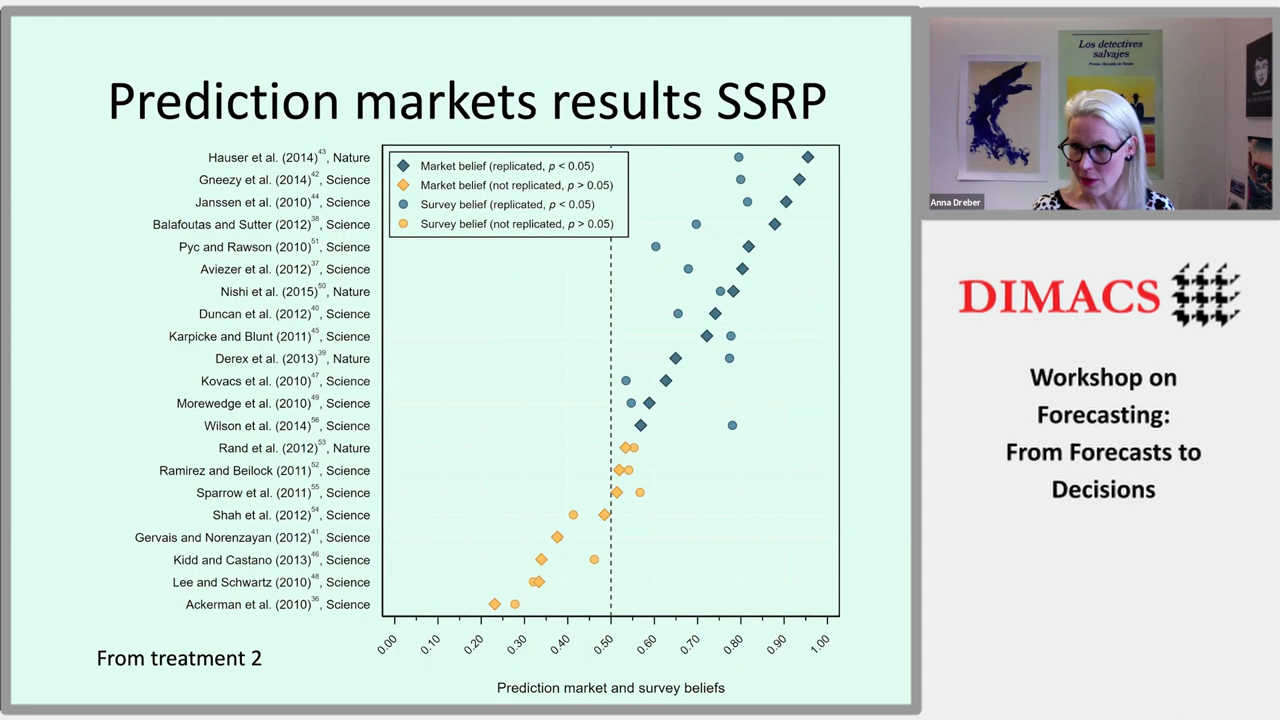 Prediction markets results SSRP
Hauser et al. (2014)43, Nature
Gneezy et al. (2014)42, Science
Janssen et al. (2010)44, Science
Balafoutas and Sutter (2012)38, Science
Pyc and Rawson (2010)51, Science
Aviezer et al. (2012)37, Science
Nishi et al. (2015)50, Nature
Duncan et al. (2012)40, Science
Karpicke and Blunt (2011)45, Science
Derex et al. (2013)39, Nature
Kovacs et al. (2010)47, Science
Morewedge et al. (2010)49, Science
Wilson et al. (2014)56, Science
Rand et al. (2012)53, Nature
Ramirez and Beilock (2011)52, Science
Sparrow et al. (2011)55, Science
Shah et al. (2012)54, Science
Gervais and Norenzayan (2012)41, Science
Kidd and Castano (2013)46, Science
Lee and Schwartz (2010)48, Science
Ackerman et al. (2010)36, Science
Market belief (replicated, p < 0.05)
Market belief (not replicated, p > 0.05)
Survey belief (replicated, p < 0.05)
Survey belief (not replicated, p > 0.05)
0.00 0.10 0.20 0.30 0.40 0.50 0.60 0.70 0.80 0.90 1.00
Prediction market and survey beliefs
From treatment 2
Los detectives
salvajes
Anna Dreber
DIMACS
Workshop on
Forecasting:
From Forecasts to
Decisions